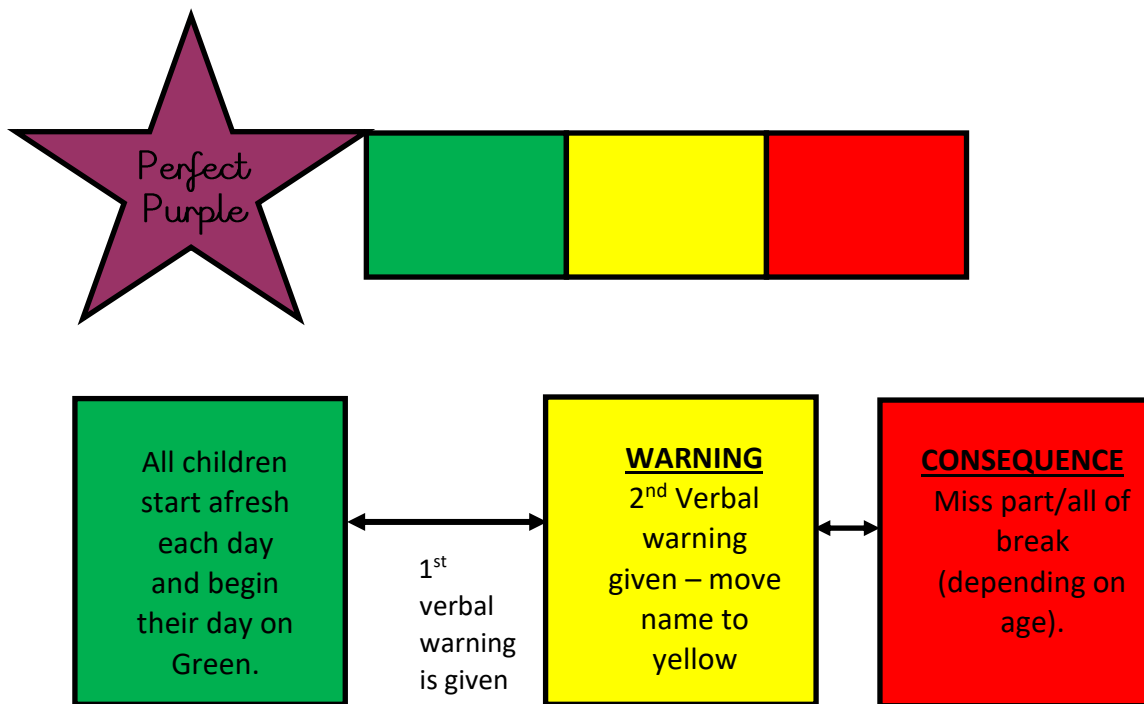 Perfect
Purple
All children
start afresh
each day
and begin
their day on
Green.
1st
verbal
warning
is given
WARNING
2nd Verbal
warning
given – move
name to
yellow
CONSEQUENCE
Miss part/all of
break
(depending on
age).